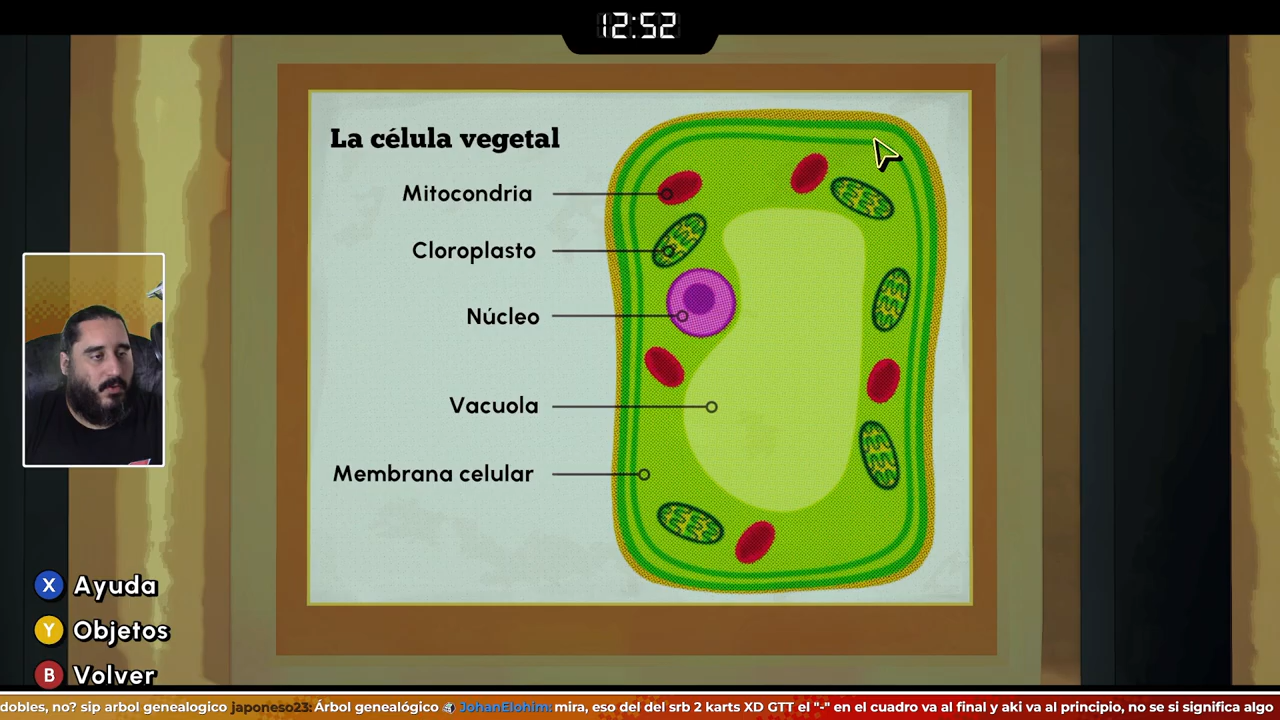 12:52
La célula vegetal
Mitocondria
Cloroplasto
Núcleo
Vacuola
Membrana celular
X Ayuda
Y Objetos
B Volver
dobles, no? sip arbol genealogico japoneso23: Árbol genealógico JohanElohim: mira, eso del del srb 2 karts XD GTT el "-" en el cuadro va al final y aki va al principio, no se si significa algo